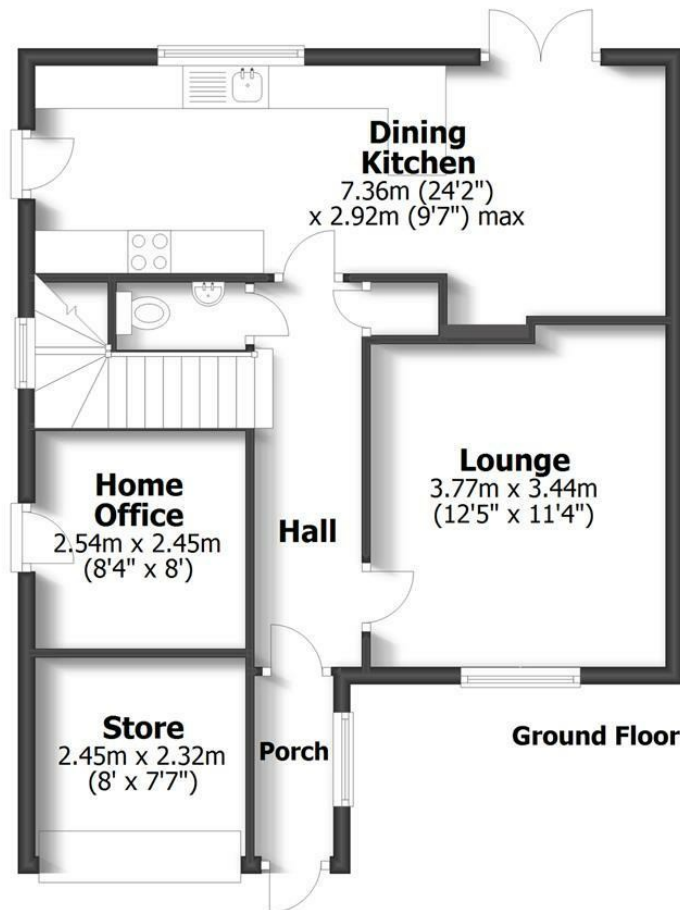 Dining
Kitchen
7.36m (24'2")
x 2.92m (9'7") max
Lounge
3.77m x 3.44m
(12'5" x 11'4")
Home
Office
2.54m x 2.45m
(8'4" x 8')
Hall
Store
2.45m x 2.32m
(8' x 7'7")
Porch
Ground Floor